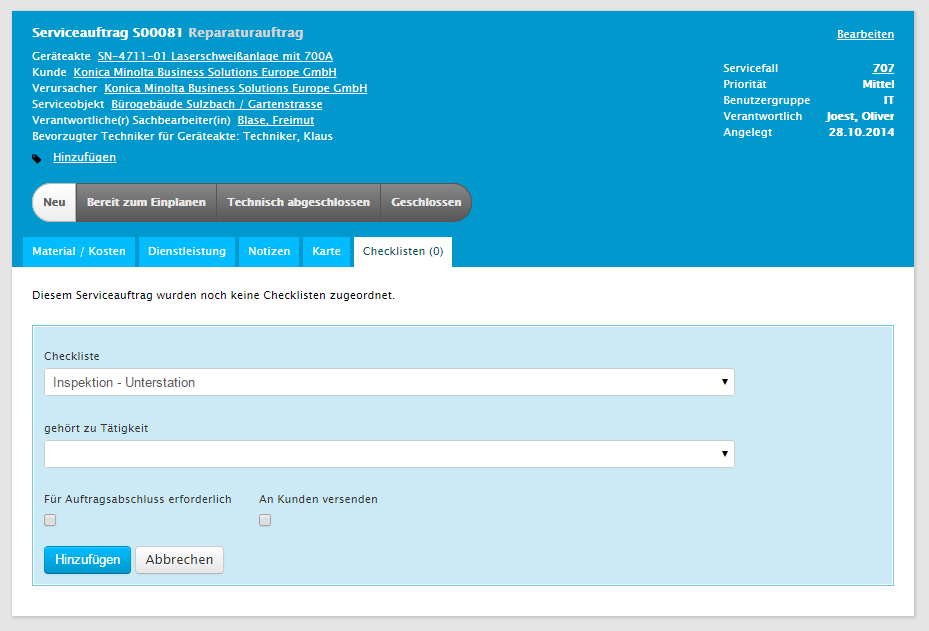 Serviceauftrag S00081 Reparaturauftrag
Bearbeiten
Geräteakte SN-4711-01 Laserschweißanlage mit 700A
Kunde Konica Minolta Business Solutions Europe GmbH
Verursacher Konica Minolta Business Solutions Europe GmbH
Serviceobjekt Bürogebäude Sulzbach / Gartenstrasse
Verantwortliche(r) Sachbearbeiter(in) Blase, Freimut
Bevorzugter Techniker für Geräteakte: Techniker, Klaus
Hinzufügen
Servicefall 707
Priorität Mittel
Benutzergruppe IT
Verantwortlich Joest, Oliver
Angelegt 28.10.2014
Neu Bereit zum Einplanen Technisch abgeschlossen Geschlossen
Material / Kosten Dienstleistung Notizen Karte Checklisten (0)
Diesem Serviceauftrag wurden noch keine Checklisten zugeordnet.
Checkliste
Inspektion - Unterstation
gehört zu Tätigkeit
Für Auftragsabschluss erforderlich An Kunden versenden
Hinzufügen Abbrechen